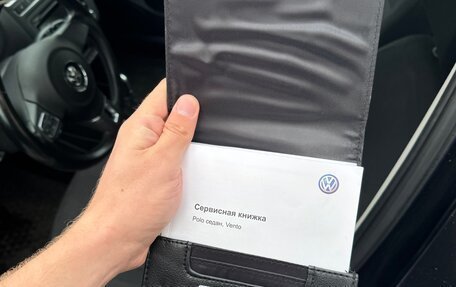 Сервисная книжка
Polo седан, Vento